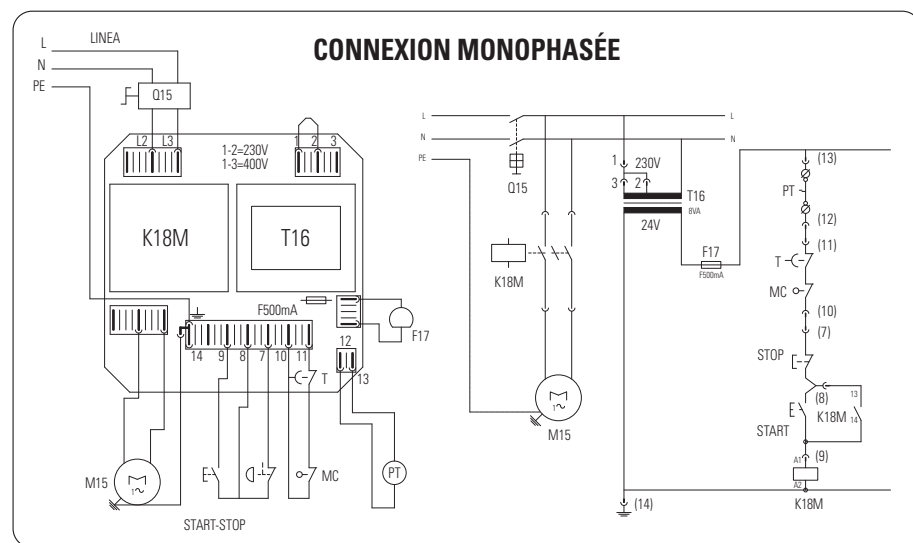 CONNEXION MONOPHASÉE
L
LINEA
N
PE
Q15
L2
L3
1
2
3
1-2=230V
1-3=400V
K18M
T16
F500mA
F17
12
13
14
9
8
7
10
11
T
M15
1~
MC
PT
START-STOP
L
L
N
N
PE
Q15
1
230V
3
2
T16
8VA
24V
F17
F500mA
K18M
M15
1~
(14)
(13)
PT
(12)
(11)
T
MC
(10)
(7)
STOP
(8)
13
K18M
14
START
A1
(9)
A2
K18M